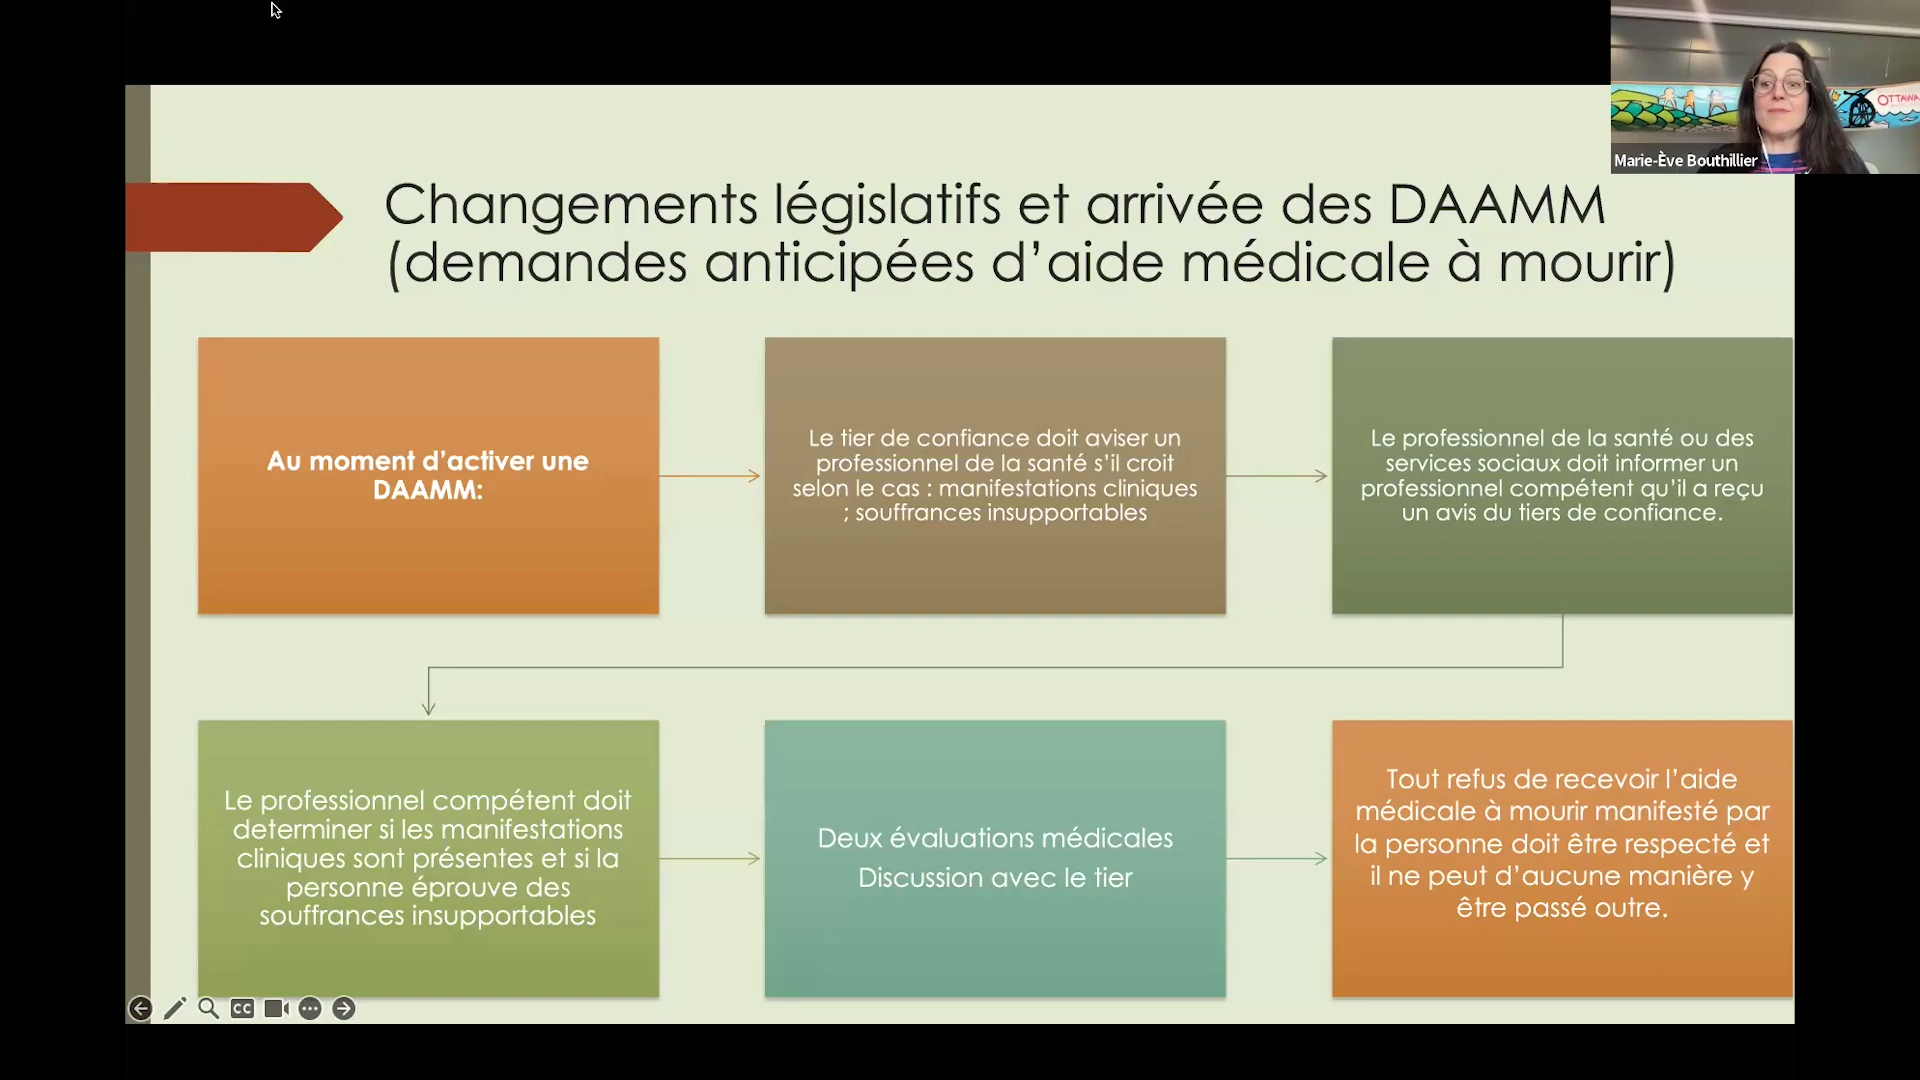 OTTAWA
Marie-Ève Bouthillier
Changements législatifs et arrivée des DAAMM
(demandes anticipées d’aide médicale à mourir)
Au moment d’activer une
DAAMM:
Le tier de confiance doit aviser un
professionnel de la santé s’il croit
selon le cas : manifestations cliniques
; souffrances insupportables
Le professionnel de la santé ou des
services sociaux doit informer un
professionnel compétent qu’il a reçu
un avis du tiers de confiance.
Le professionnel compétent doit
determiner si les manifestations
cliniques sont présentes et si la
personne éprouve des
souffrances insupportables
Deux évaluations médicales
Discussion avec le tier
Tout refus de recevoir l’aide
médicale à mourir manifesté par
la personne doit être respecté et
il ne peut d’aucune manière y
être passé outre.
CC